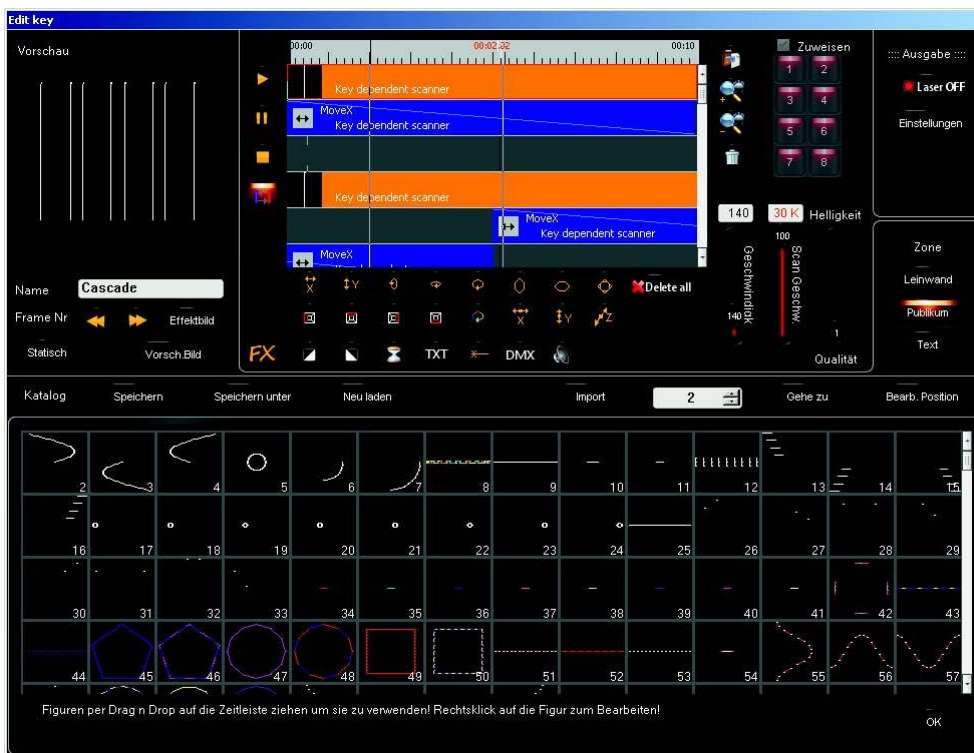 Edit key
Vorschau
00:00 00:02.02 00:10
Zuweisen
:::: Ausgabe ::::
Key dependent scanner
1 2
Laser OFF
MoveX
Key dependent scanner
3 4
Einstellungen
5 6
7 8
Key dependent scanner
140 30 K Helligkeit
MoveX
Key dependent scanner
100
MoveX
Geschwindigk
Scan Geschw.
Zone
Name Cascade
X Y
Delete all
Leinwand
Frame Nr Effektbild
X Y Z
140
Publikum
1
Statisch Vorsch.Bild
FX TXT DMX
Qualität
Text
Katalog Speichern Speichern unter Neu laden Import 2 Gehe zu Bearb. Position
2 3 4 5 6 7 8 9 10 11 12 13 14 15
16 17 18 19 20 21 22 23 24 25 26 27 28 29
30 31 32 33 34 35 36 37 38 39 40 41 42 43
44 45 46 47 48 49 50 51 52 53 54 55 56 57
Figuren per Drag n Drop auf die Zeitleiste ziehen um sie zu verwenden! Rechtsklick auf die Figur zum Bearbeiten!
OK